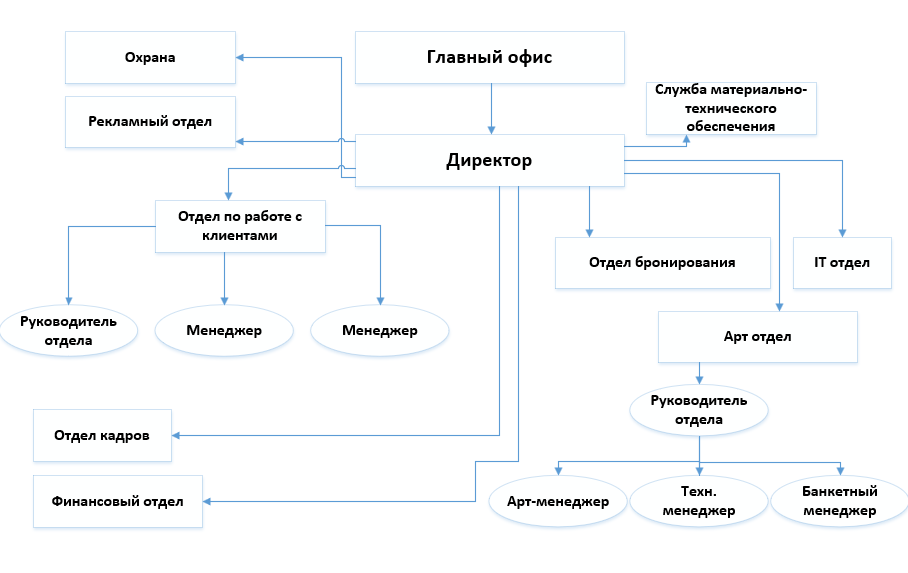 Охрана
Главный офис
Рекламный отдел
Служба материально-
технического
обеспечения
Директор
Отдел по работе с
клиентами
Отдел бронирования
IT отдел
Руководитель
отдела
Менеджер
Менеджер
Арт отдел
Руководитель
отдела
Отдел кадров
Финансовый отдел
Арт-менеджер
Техн.
менеджер
Банкетный
менеджер